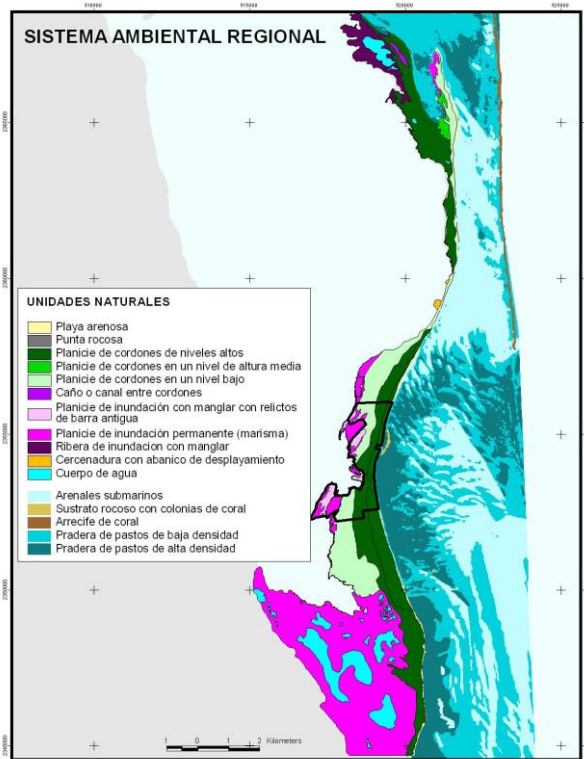 SISTEMA AMBIENTAL REGIONAL
UNIDADES NATURALES
Playa arenosa
Punta rocosa
Planicie de cordones de niveles altos
Planicie de cordones en un nivel de altura media
Planicie de cordones en un nivel bajo
Caño o canal entre cordones
Planicie de inundación con manglar con relictos
de barra antigua
Planicie de inundación permanente (marisma)
Ribera de inundacion con manglar
Cercenadura con abanico de desplayamiento
Cuerpo de agua
Arenales submarinos
Sustrato rocoso con colonias de coral
Arrecife de coral
Pradera de pastos de baja densidad
Pradera de pastos de alta densidad
1 0 1 2 Kilometers